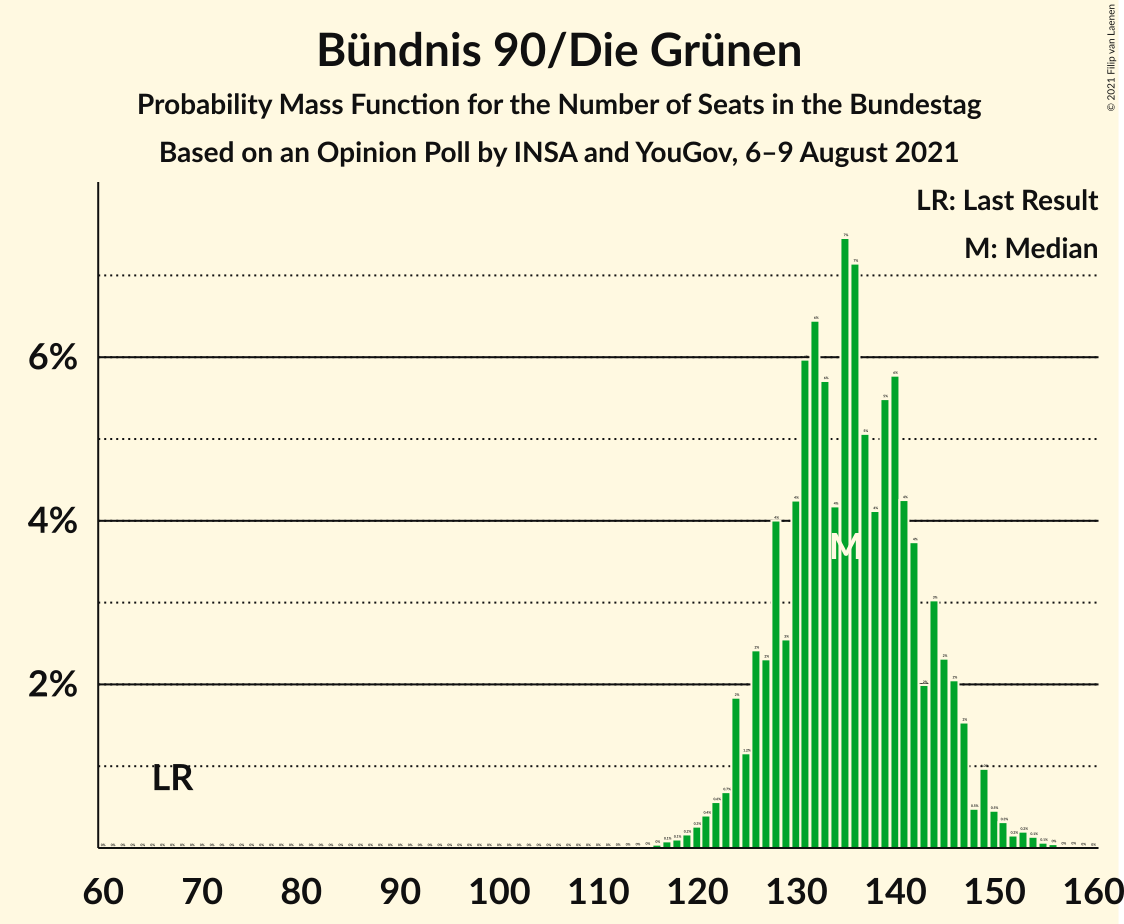 Bündnis 90/Die Grünen
Probability Mass Function for the Number of Seats in the Bundestag
Based on an Opinion Poll by INSA and YouGov, 6–9 August 2021
© 2021 Filip van Laenen
LR: Last Result
M: Median
6%
4%
2%
M
LR
60 70 80 90 100 110 120 130 140 150 160